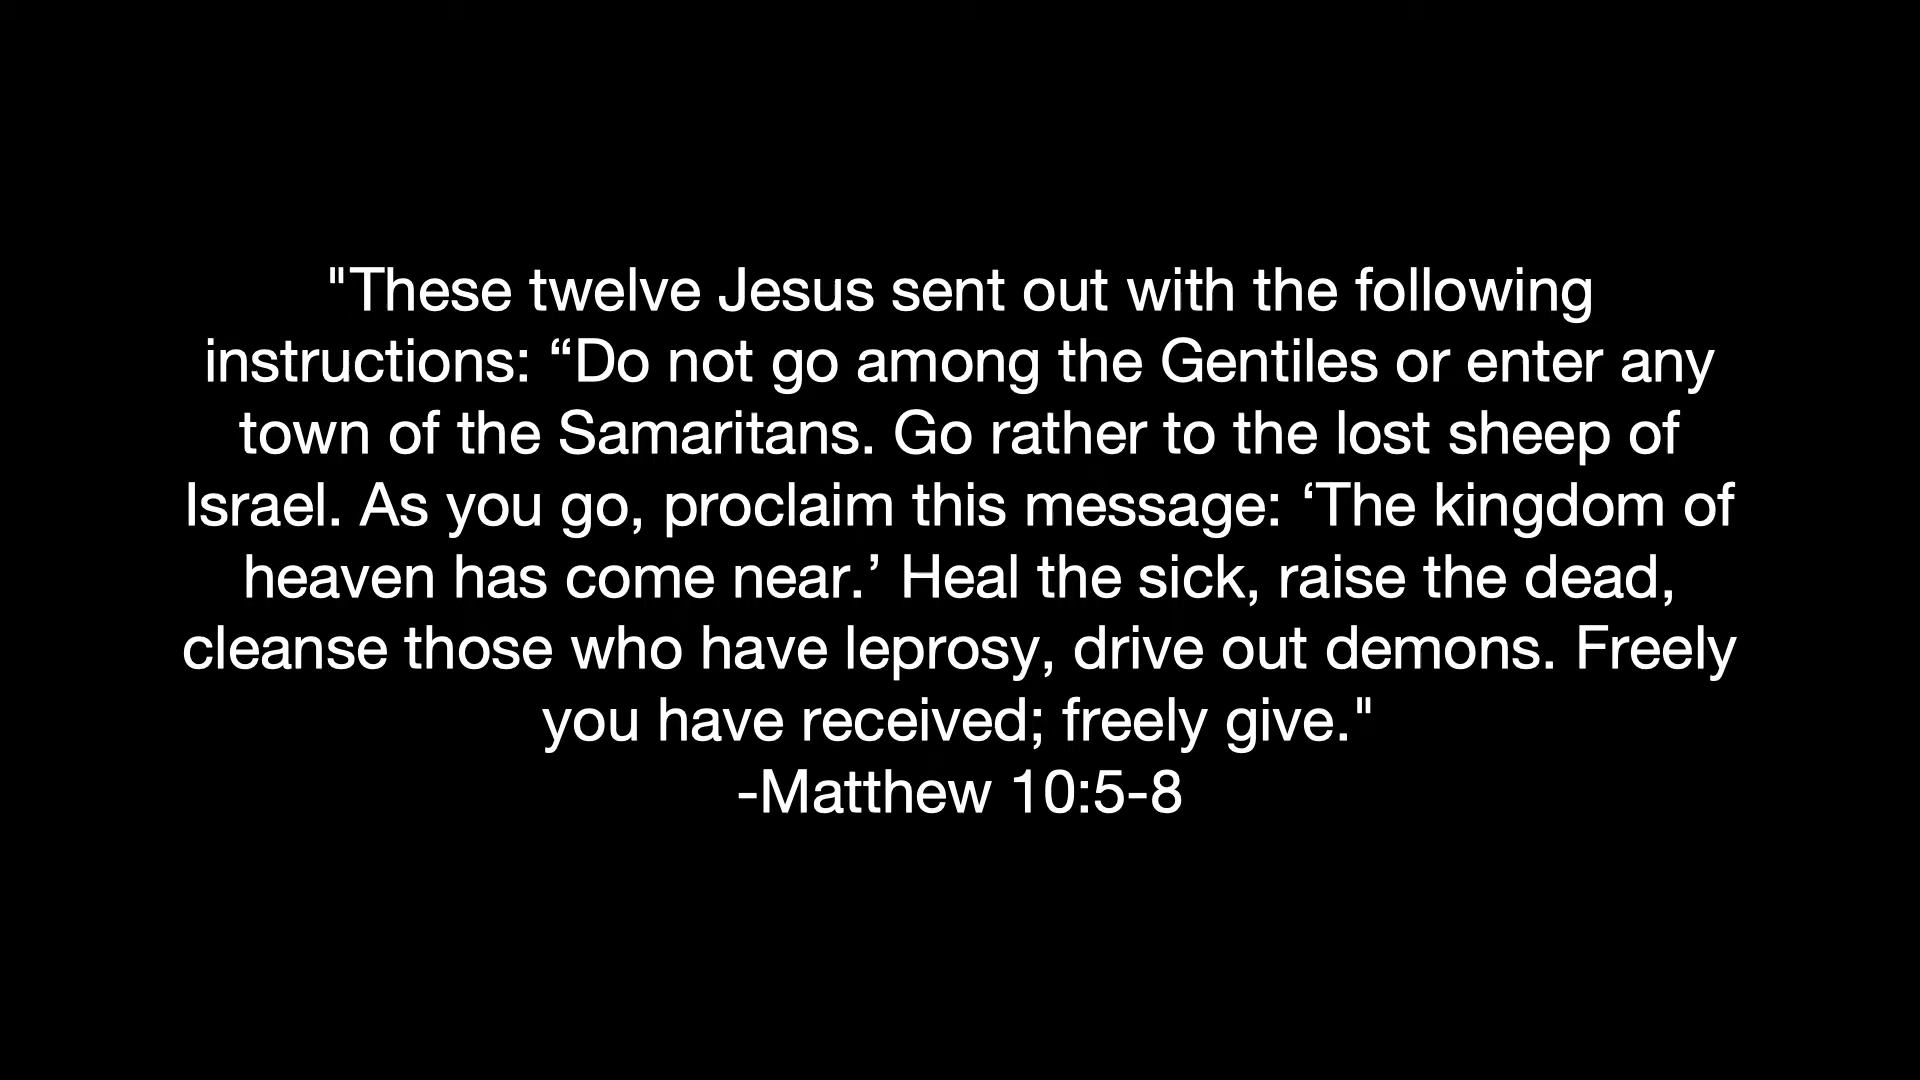 "These twelve Jesus sent out with the following
instructions: “Do not go among the Gentiles or enter any
town of the Samaritans. Go rather to the lost sheep of
Israel. As you go, proclaim this message: ‘The kingdom of
heaven has come near.’ Heal the sick, raise the dead,
cleanse those who have leprosy, drive out demons. Freely
you have received; freely give."
-Matthew 10:5-8